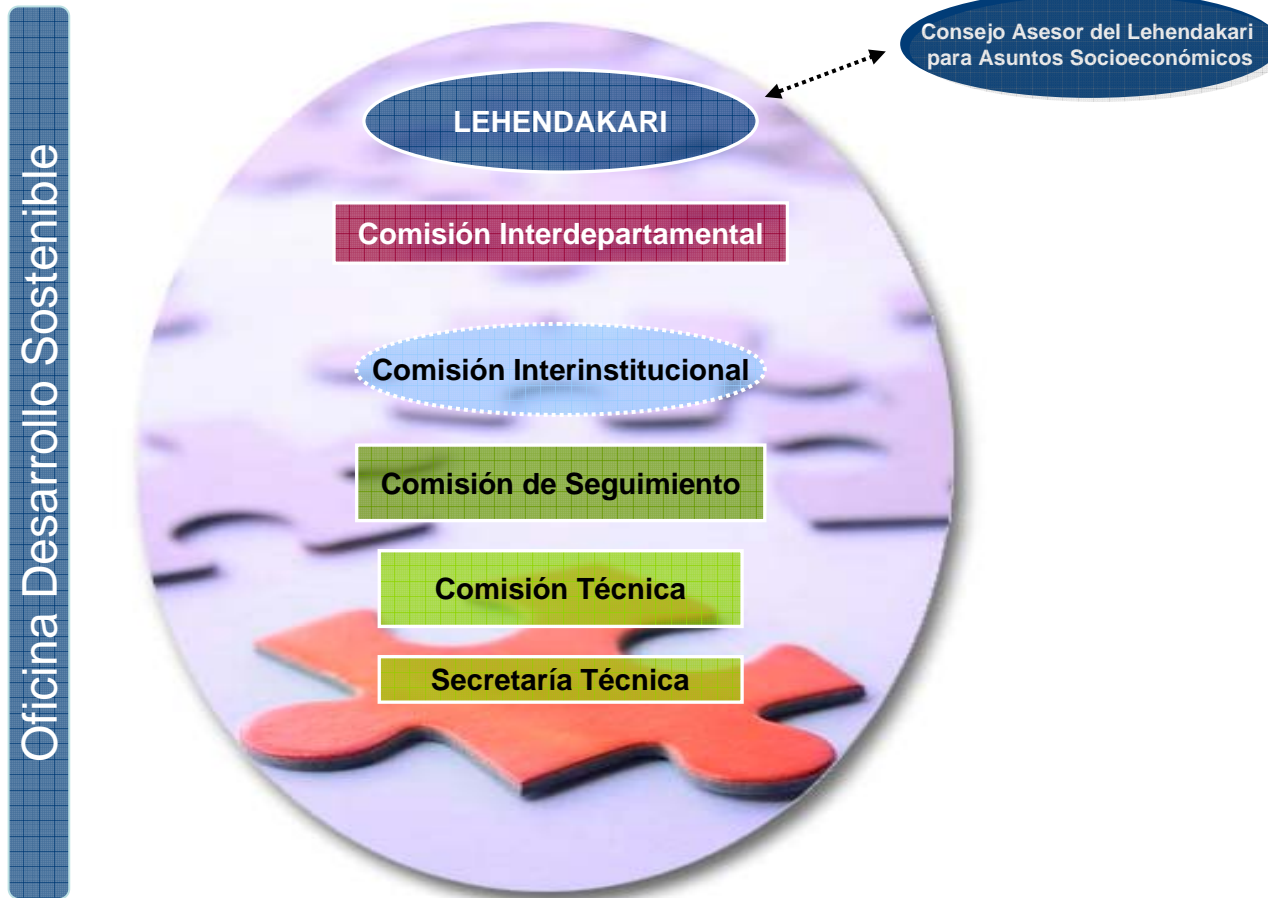 Oficina Desarrollo Sostenible
Consejo Asesor del Lehendakari
para Asuntos Socioeconómicos
LEHENDAKARI
Comisión Interdepartamental
Comisión Interinstitucional
Comisión de Seguimiento
Comisión Técnica
Secretaría Técnica